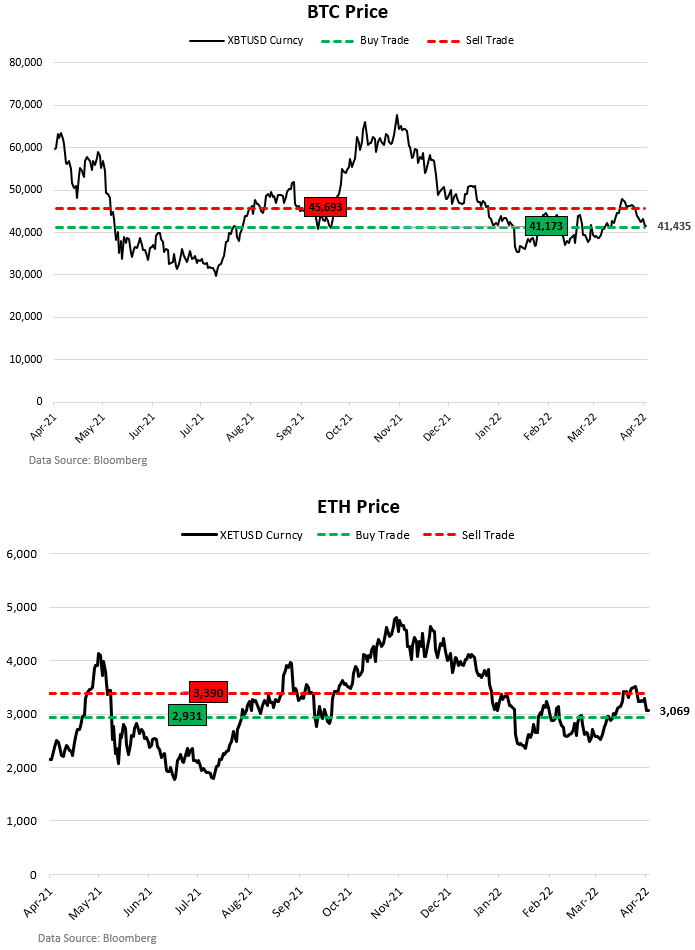 BTC Price
XBTUSD Curncy Buy Trade Sell Trade
80,000
70,000
60,000
50,000
45,693
40,000
41,173
41,435
30,000
20,000
10,000
0
Apr-21 May-21 Jun-21 Jul-21 Aug-21 Sep-21 Oct-21 Nov-21 Dec-21 Jan-22 Feb-22 Mar-22 Apr-22
Data Source: Bloomberg
ETH Price
XETUSD Curncy Buy Trade Sell Trade
6,000
5,000
4,000
3,390
3,000
2,931
3,069
2,000
1,000
0
Apr-21 May-21 Jun-21 Jul-21 Aug-21 Sep-21 Oct-21 Nov-21 Dec-21 Jan-22 Feb-22 Mar-22 Apr-22
Data Source: Bloomberg